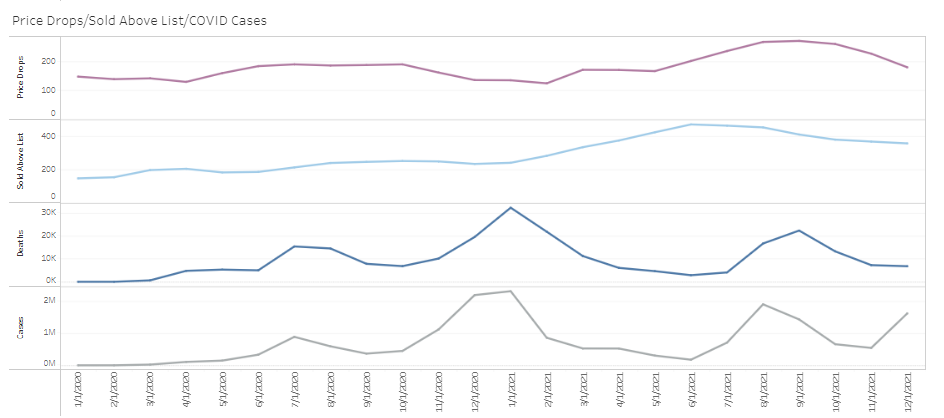 Price Drops/Sold Above List/COVID Cases
Price Drops
200
100
0
Sold Above List
400
200
0
Deaths
30K
20K
10K
0K
Cases
2M
1M
0M
1/1/2020
2/1/2020
3/1/2020
4/1/2020
5/1/2020
6/1/2020
7/1/2020
8/1/2020
9/1/2020
10/1/2020
11/1/2020
12/1/2020
1/1/2021
2/1/2021
3/1/2021
4/1/2021
5/1/2021
6/1/2021
7/1/2021
8/1/2021
9/1/2021
10/1/2021
11/1/2021
12/1/2021